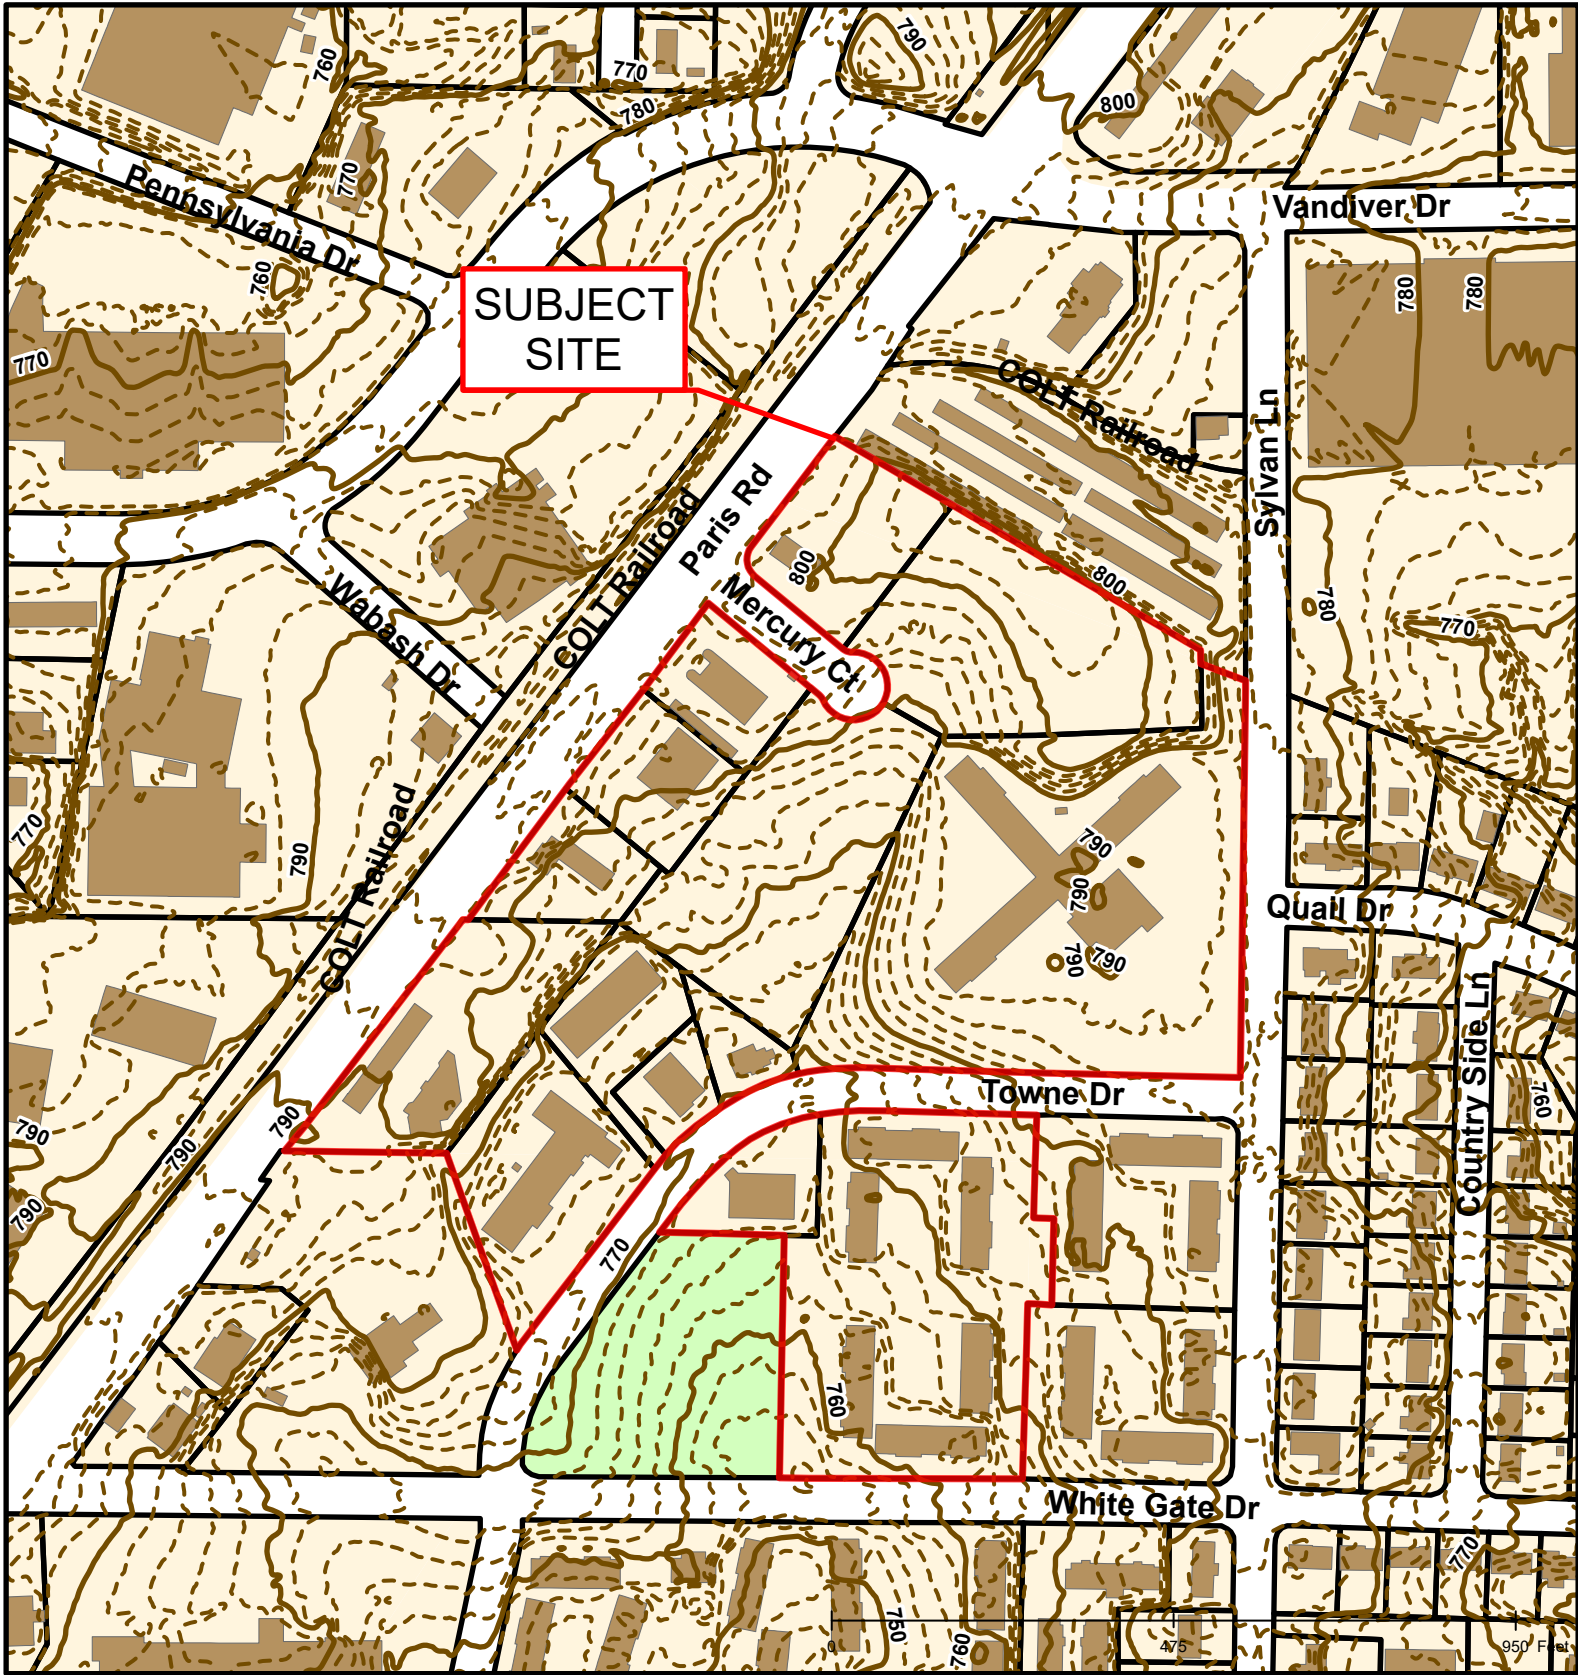 790
760
770
780
800
770
Pennsylvania Dr
Vandiver Dr
760
780
780
SUBJECT
SITE
770
COLT Railroad
Sylvan Ln
COLT Railroad
Paris Rd
800
800
Mercury Ct
Wabash Dr
780
770
COLT Railroad
770
790
790
790
Quail Dr
790
790
Country Side Ln
Towne Dr
790
760
790
790
790
770
760
White Gate Dr
770
750
760
0
475
950 Feet